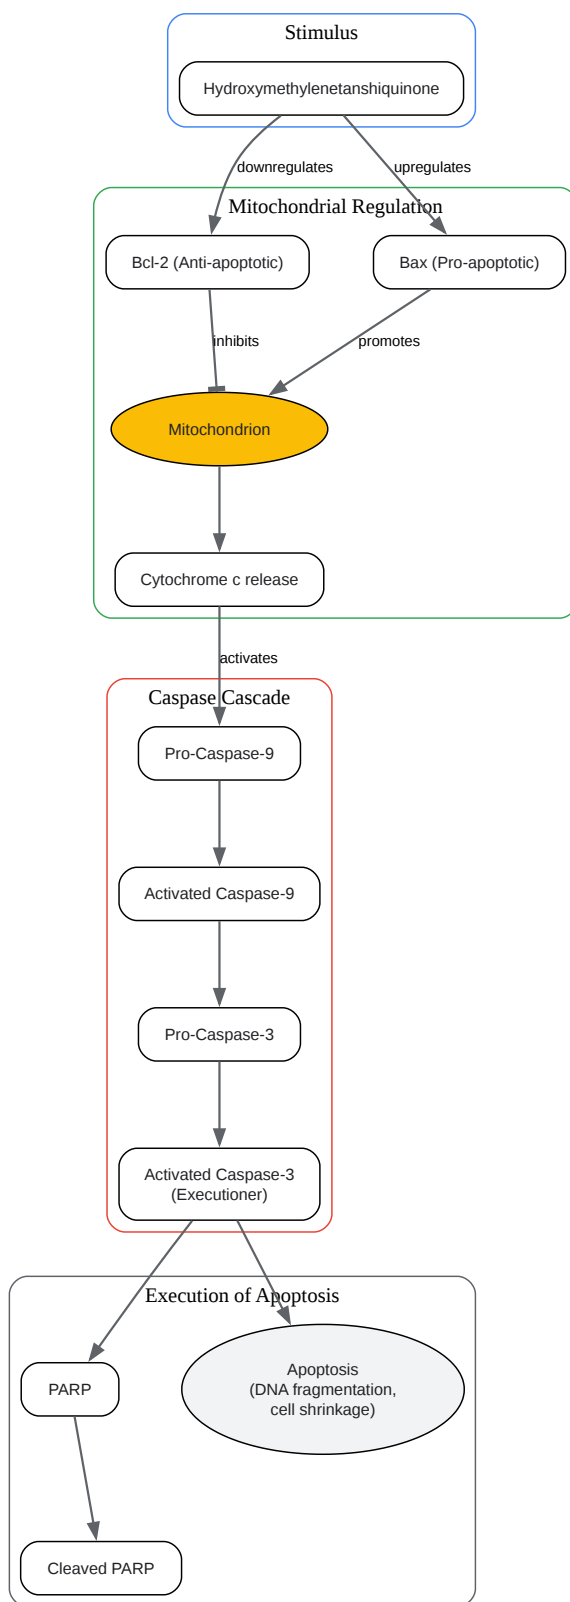 Stimulus
Hydroxymethylenetanshiquinone
downregulates
upregulates
Mitochondrial Regulation
Bcl-2 (Anti-apoptotic)
Bax (Pro-apoptotic)
inhibits
promotes
Mitochondrion
Cytochrome c release
activates
Caspase Cascade
Pro-Caspase-9
Activated Caspase-9
Pro-Caspase-3
Activated Caspase-3
(Executioner)
Execution of Apoptosis
PARP
Apoptosis
(DNA fragmentation,
cell shrinkage)
Cleaved PARP